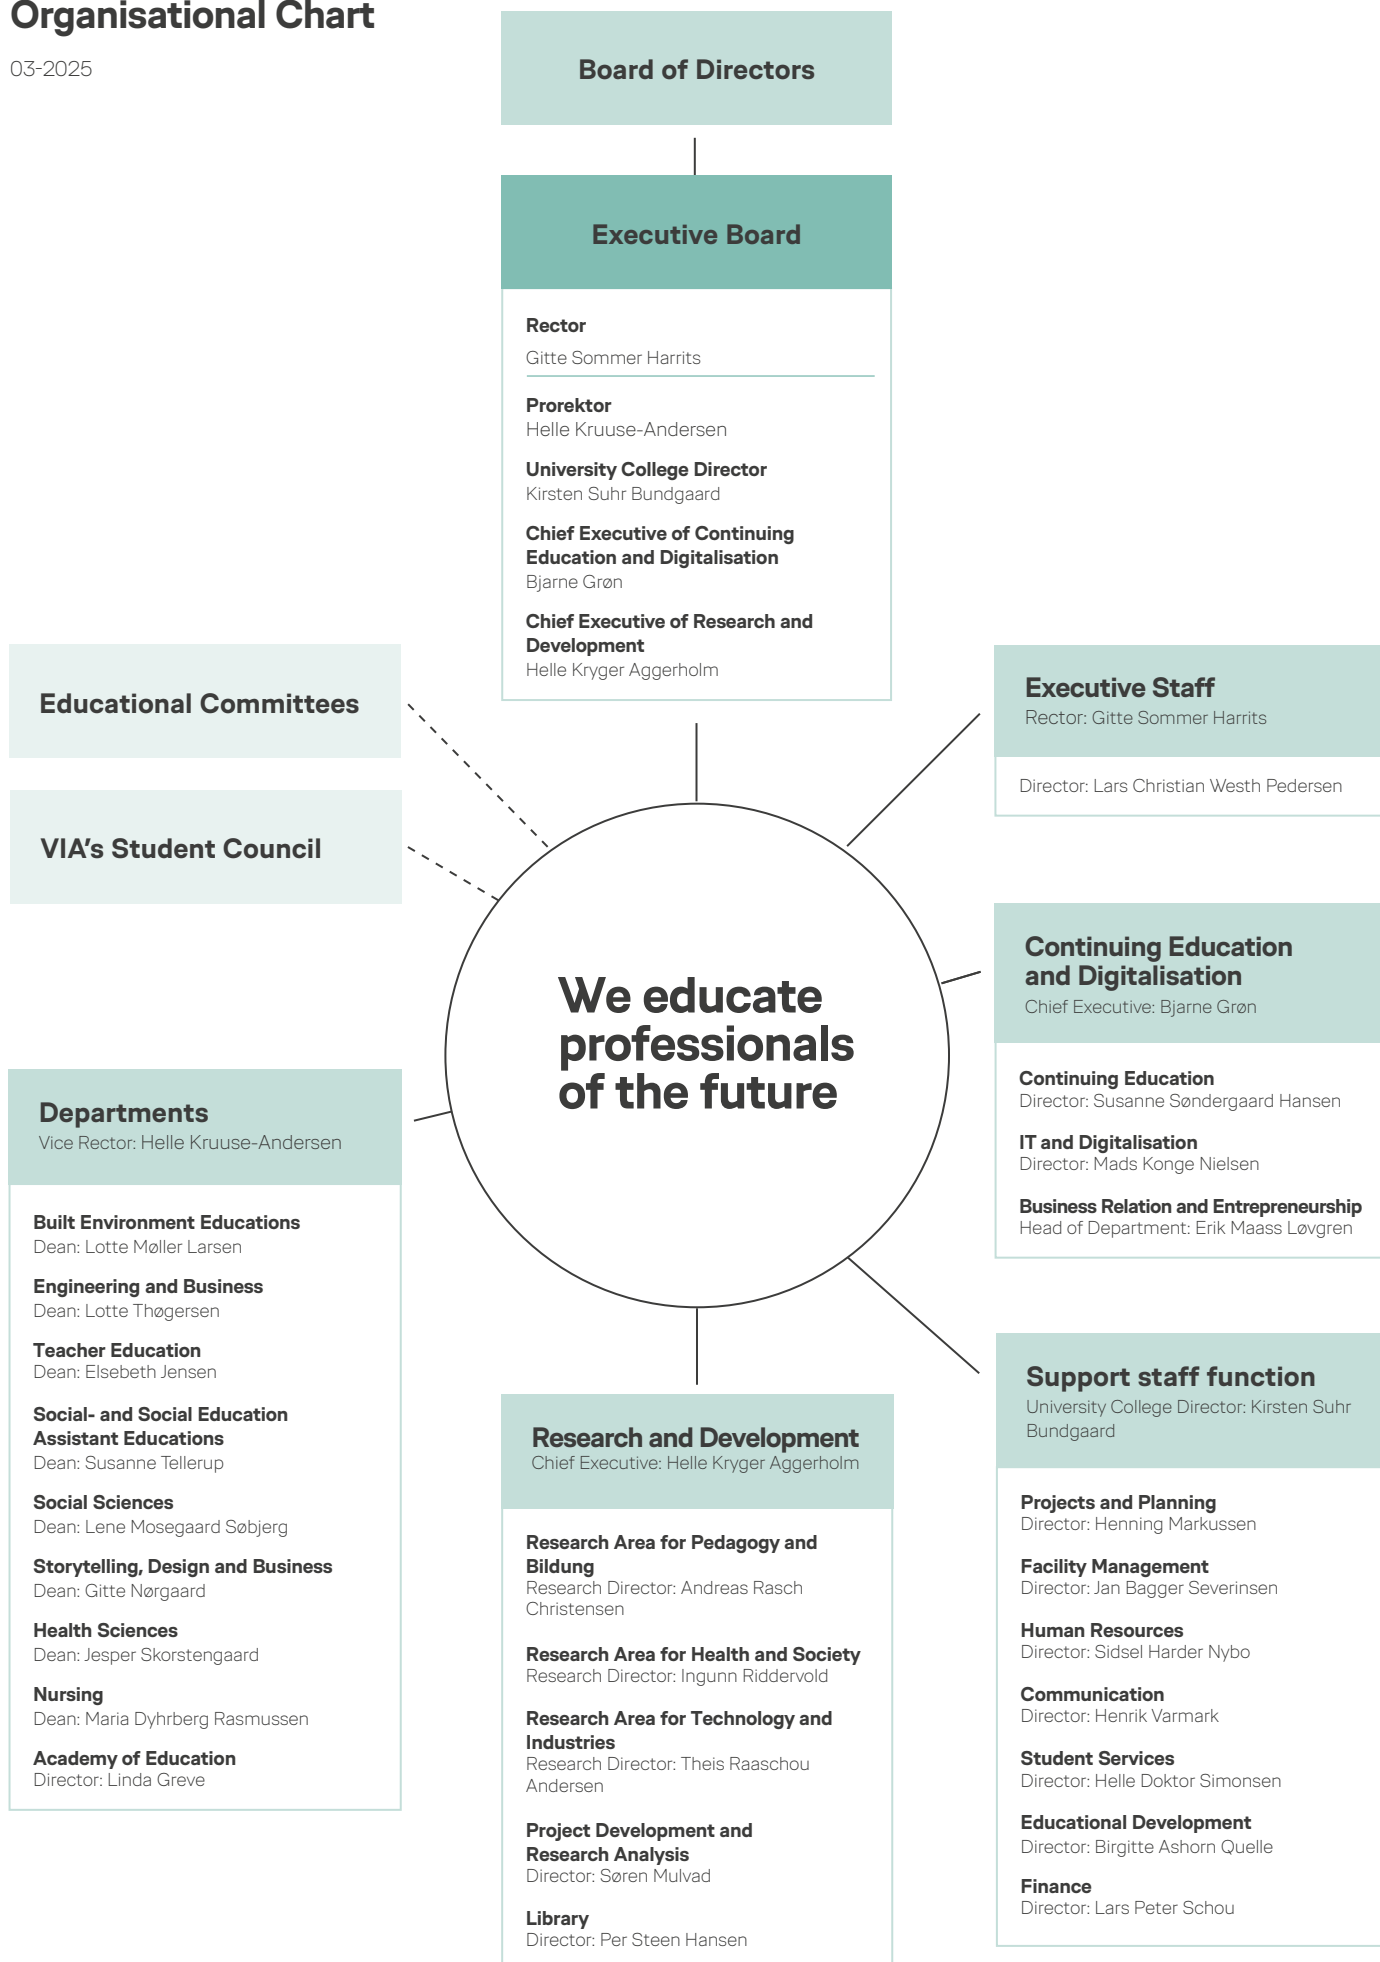 Organisational Chart
03-2025
Board of Directors
Executive Board
Rector
Gitte Sommer Harrits
Prorektor
Helle Kruuse-Andersen
University College Director
Kirsten Suhr Bundgaard
Chief Executive of Continuing
Education and Digitalisation
Bjarne Grøn
Chief Executive of Research and
Development
Helle Kryger Aggerholm
Educational Committees
VIA's Student Council
Executive Staff
Rector: Gitte Sommer Harrits
Director: Lars Christian Westh Pedersen
We educate
professionals
of the future
Continuing Education
and Digitalisation
Chief Executive: Bjarne Grøn
Continuing Education
Director: Susanne Søndergaard Hansen
IT and Digitalisation
Director: Mads Konge Nielsen
Business Relation and Entrepreneurship
Head of Department: Erik Maass Løvgren
Departments
Vice Rector: Helle Kruuse-Andersen
Built Environment Educations
Dean: Lotte Møller Larsen
Engineering and Business
Dean: Lotte Thøgersen
Teacher Education
Dean: Elsebeth Jensen
Social- and Social Education
Assistant Educations
Dean: Susanne Tellerup
Social Sciences
Dean: Lene Mosegaard Søbjerg
Storytelling, Design and Business
Dean: Gitte Nørgaard
Health Sciences
Dean: Jesper Skorstengaard
Nursing
Dean: Maria Dyhrberg Rasmussen
Academy of Education
Director: Linda Greve
Research and Development
Chief Executive: Helle Kryger Aggerholm
Research Area for Pedagogy and
Bildung
Research Director: Andreas Rasch
Christensen
Research Area for Health and Society
Research Director: Ingunn Riddervold
Research Area for Technology and
Industries
Research Director: Theis Raaschou
Andersen
Project Development and
Research Analysis
Director: Søren Mulvad
Library
Director: Per Steen Hansen
Support staff function
University College Director: Kirsten Suhr
Bundgaard
Projects and Planning
Director: Henning Markussen
Facility Management
Director: Jan Bagger Severinsen
Human Resources
Director: Sidsel Harder Nybo
Communication
Director: Henrik Varmark
Student Services
Director: Helle Doktor Simonsen
Educational Development
Director: Birgitte Ashorn Quelle
Finance
Director: Lars Peter Schou